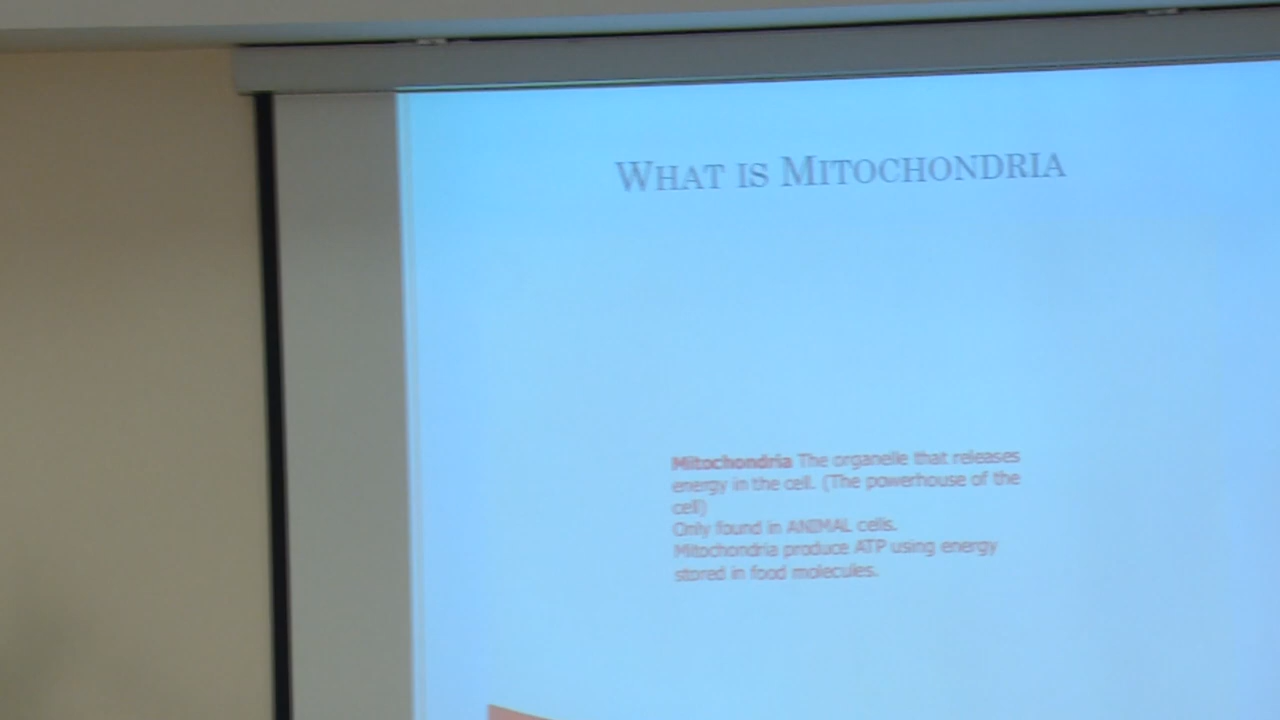 WHAT IS MITOCHONDRIA
Mitochondria The organelle that releases
energy in the cell. (The powerhouse of the
cell)
Only found in ANIMAL cells.
Mitochondria produce ATP using energy
stored in food molecules.